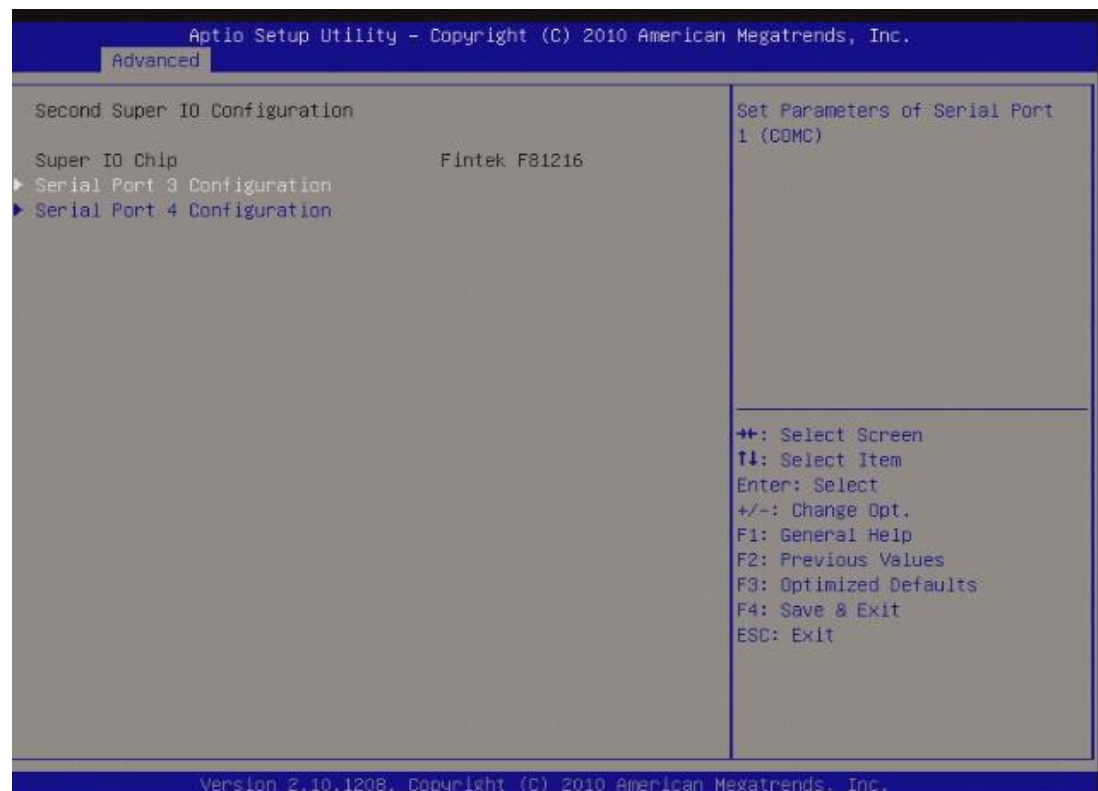 Aptio Setup Utility – Copyright (C) 2010 American Megatrends, Inc.
Advanced
Second Super IO Configuration
Super IO Chip Fintek F81216
▶ Serial Port 3 Configuration
▶ Serial Port 4 Configuration
Set Parameters of Serial Port
1 (COMC)
→←: Select Screen
↑↓: Select Item
Enter: Select
+/-: Change Opt.
F1: General Help
F2: Previous Values
F3: Optimized Defaults
F4: Save & Exit
ESC: Exit
Version 2.10.1208. Copyright (C) 2010 American Megatrends, Inc.